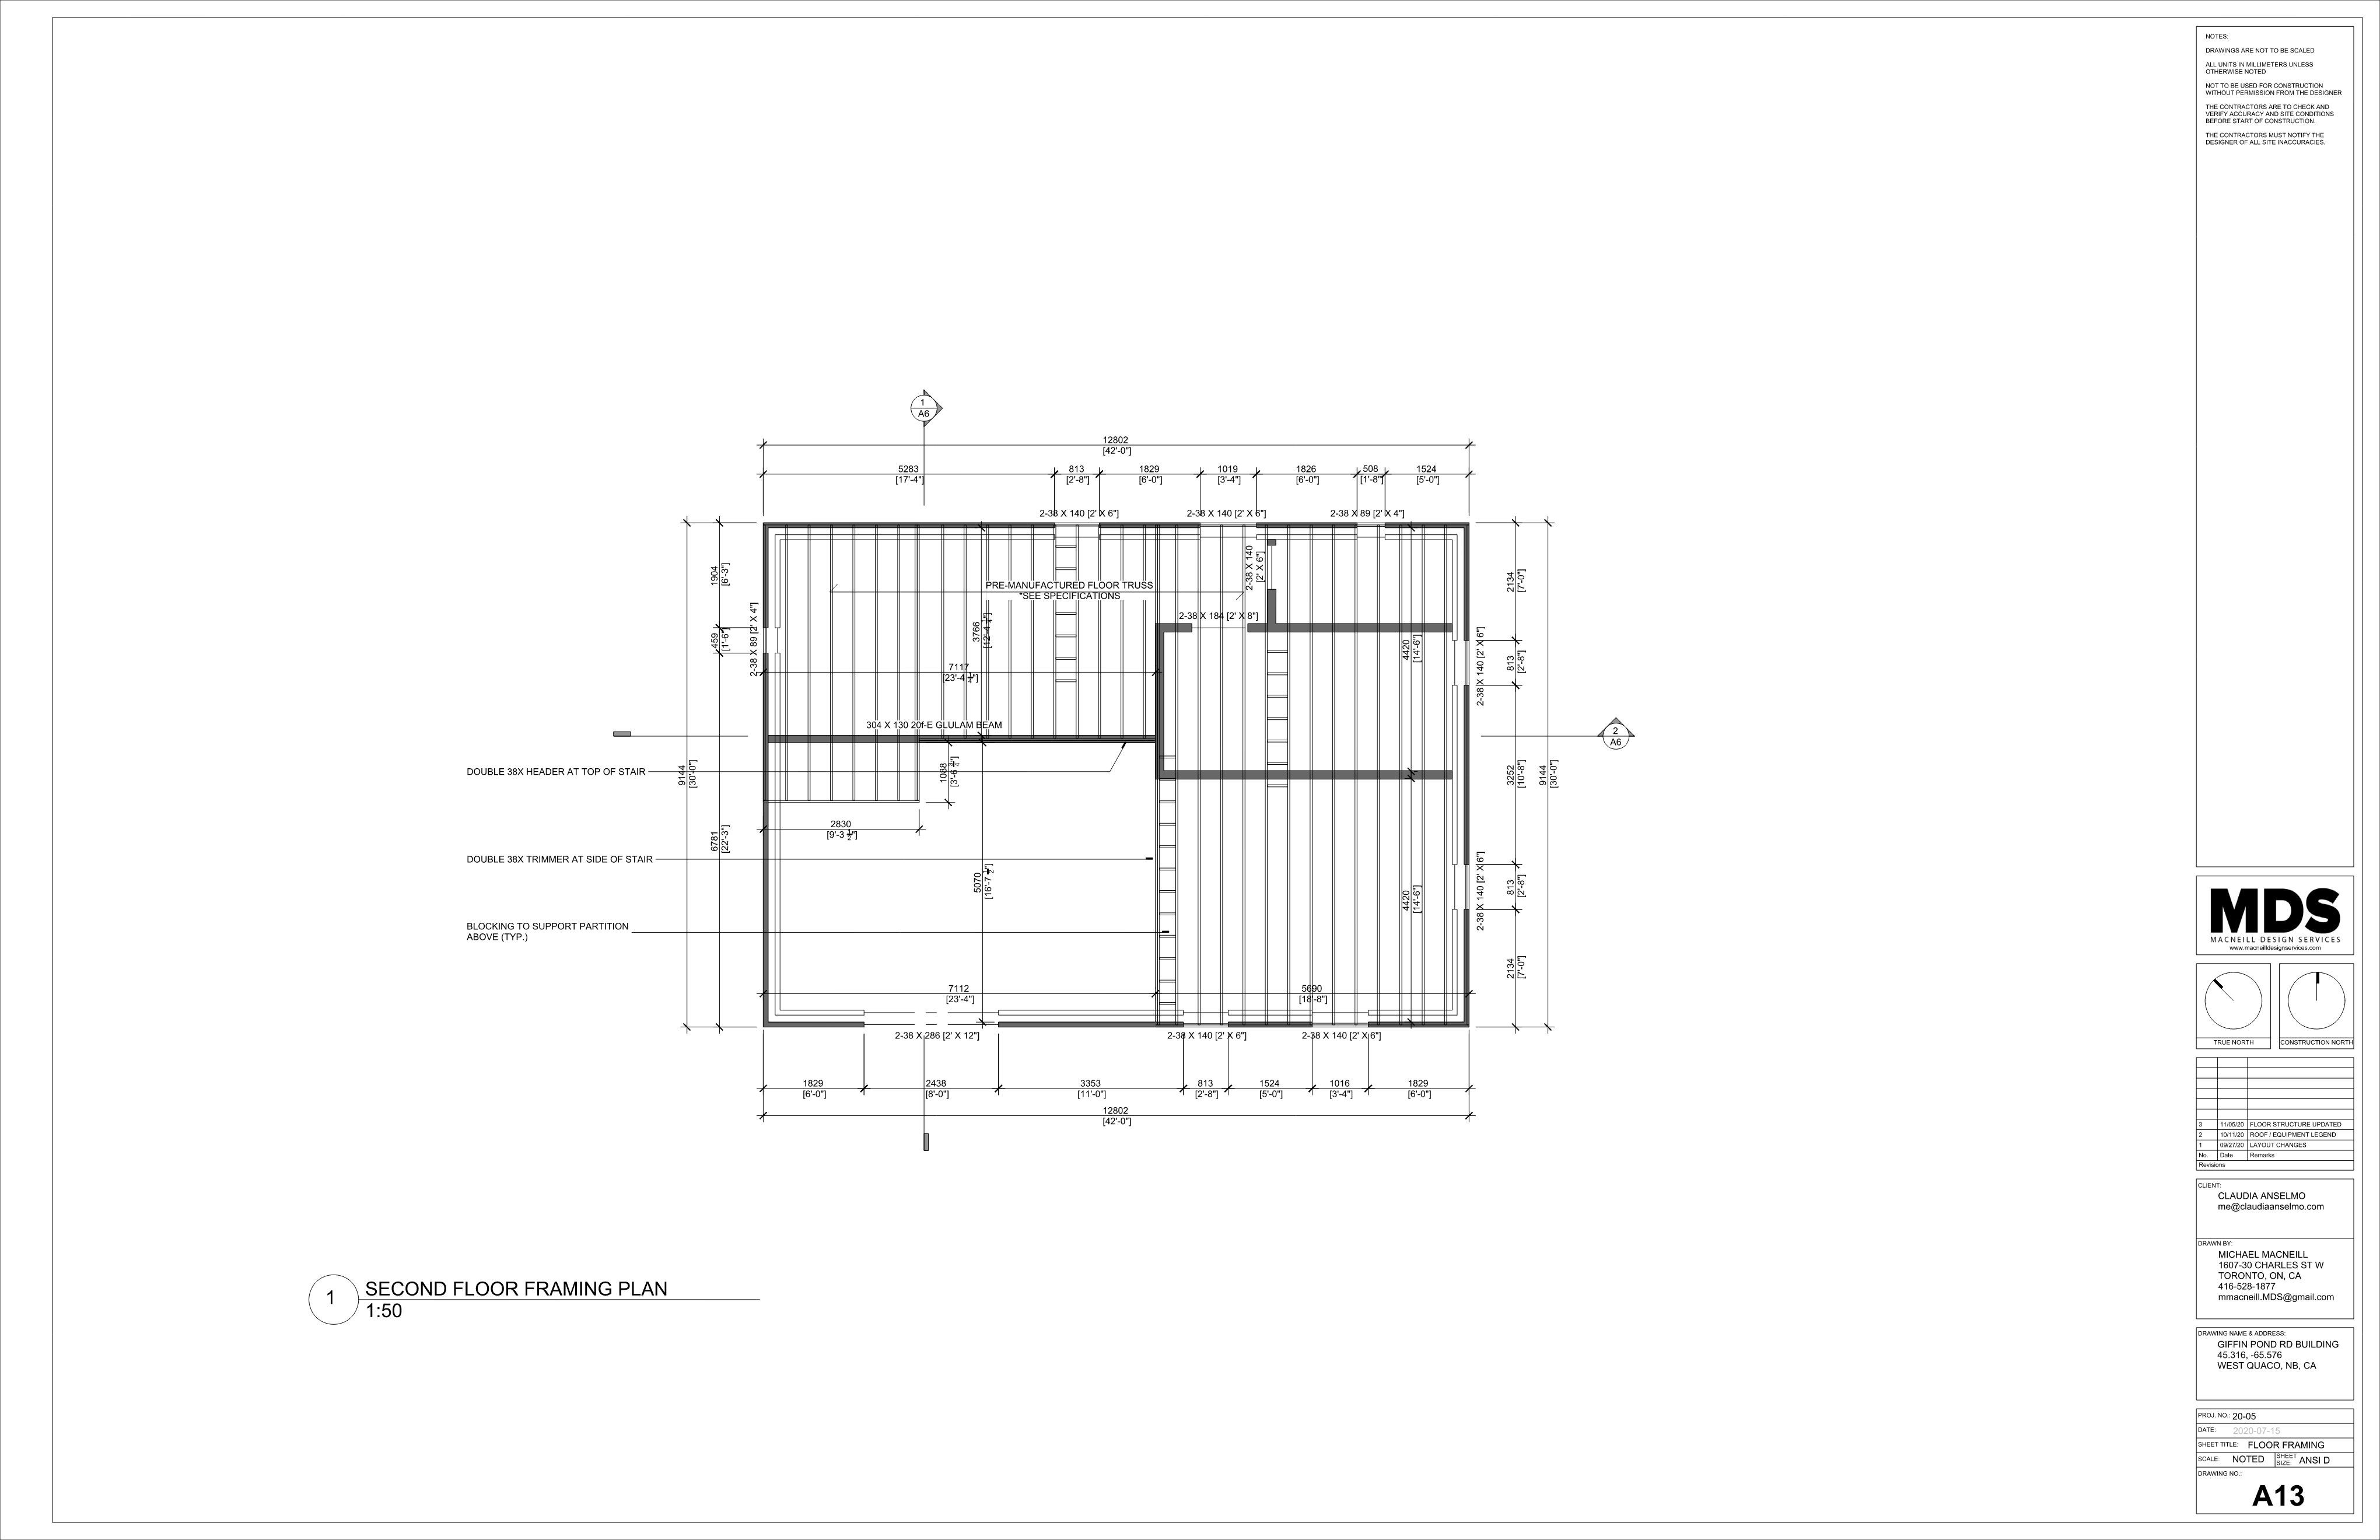 NOTES:
DRAWINGS ARE NOT TO BE SCALED
ALL UNITS IN MILLIMETERS UNLESS
OTHERWISE NOTED
NOT TO BE USED FOR CONSTRUCTION
WITHOUT PERMISSION FROM THE DESIGNER
THE CONTRACTORS ARE TO CHECK AND
VERIFY ACCURACY AND SITE CONDITIONS
BEFORE START OF CONSTRUCTION.
THE CONTRACTORS MUST NOTIFY THE
DESIGNER OF ALL SITE INACCURACIES.
1
A6
12802
[42'-0"]
5283
[17'-4"]
813
[2'-8"]
1829
[6'-0"]
1019
[3'-4"]
1826
[6'-0"]
508
[1'-8"]
1524
[5'-0"]
2-38 X 140 [2' X 6"]
2-38 X 140 [2' X 6"]
2-38 X 89 [2' X 4"]
1904
[6'-3"]
459
[1'-6"]
2-38 X 89 [2' X 4"]
9144
[30'-0"]
6781
[22'-3"]
PRE-MANUFACTURED FLOOR TRUSS
*SEE SPECIFICATIONS
2-38 X 140
[2' X 6"]
2-38 X 184 [2' X 8"]
3766
[12'-4 1/4"]
7117
[23'-4 1/4"]
304 X 130 20f-E GLULAM BEAM
4420
[14'-6"]
2134
[7'-0"]
2-38 X 140 [2' X 6"]
813
[2'-8"]
3252
[10'-8"]
9144
[30'-0"]
2
A6
DOUBLE 38X HEADER AT TOP OF STAIR
1088
[3'-6 3/4"]
2830
[9'-3 1/2"]
DOUBLE 38X TRIMMER AT SIDE OF STAIR
5070
[16'-7 1/2"]
4420
[14'-6"]
2-38 X 140 [2' X 6"]
813
[2'-8"]
2134
[7'-0"]
BLOCKING TO SUPPORT PARTITION
ABOVE (TYP.)
7112
[23'-4"]
5690
[18'-8"]
2-38 X 286 [2' X 12"]
2-38 X 140 [2' X 6"]
2-38 X 140 [2' X 6"]
1829
[6'-0"]
2438
[8'-0"]
3353
[11'-0"]
813
[2'-8"]
1524
[5'-0"]
1016
[3'-4"]
1829
[6'-0"]
12802
[42'-0"]
1
SECOND FLOOR FRAMING PLAN
1:50
MDS
MACNEILL DESIGN SERVICES
www.macneilldesignservices.com
TRUE NORTH
CONSTRUCTION NORTH
3 11/05/20 FLOOR STRUCTURE UPDATED
2 10/11/20 ROOF / EQUIPMENT LEGEND
1 09/27/20 LAYOUT CHANGES
No. Date Remarks
Revisions
CLIENT:
CLAUDIA ANSELMO
me@claudiaanselmo.com
DRAWN BY:
MICHAEL MACNEILL
1607-30 CHARLES ST W
TORONTO, ON, CA
416-528-1877
mmacneill.MDS@gmail.com
DRAWING NAME & ADDRESS:
GIFFIN POND RD BUILDING
45.316, -65.576
WEST QUACO, NB, CA
PROJ. NO.: 20-05
DATE: 2020-07-15
SHEET TITLE: FLOOR FRAMING
SCALE: NOTED SHEET SIZE: ANSI D
DRAWING NO.:
A13